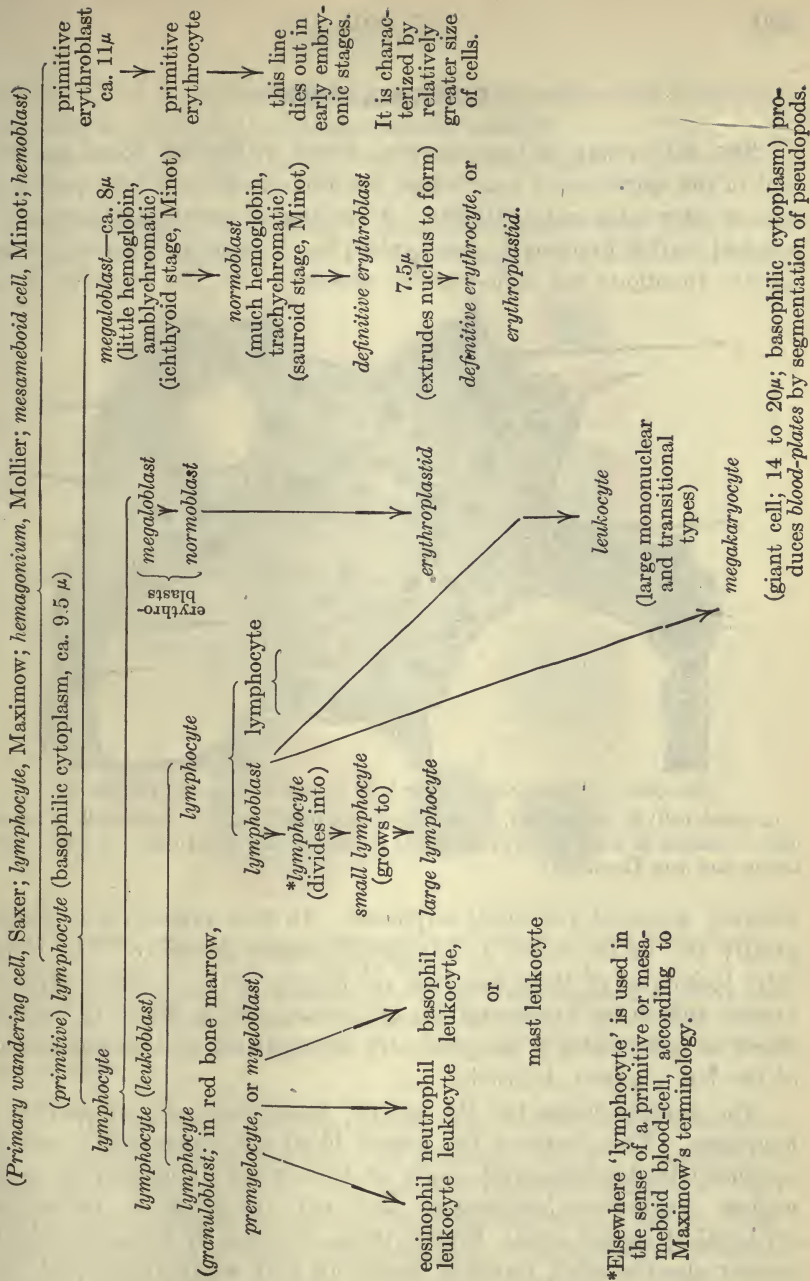 (Primary wandering cell, Saxer; lymphocyte, Maximow; hemagonium, Mollier; mesameboid cell, Minot; hemoblast)
(primitive) lymphocyte (basophilic cytoplasm, ca. 9.5 μ)
primitive
erythroblast
ca. 11μ
primitive
erythrocyte
this line
dies out in
early embry-
onic stages.
It is charac-
terized by
relatively
greater size
of cells.
lymphocyte
megaloblast—ca. 8μ
(little hemoglobin,
amblychromatic)
(ichthyoid stage, Minot)
normoblast
(much hemoglobin,
trachychromatic)
(sauroid stage, Minot)
definitive erythroblast
7.5μ
(extrudes nucleus to form)
definitive erythrocyte, or
erythroplastid.
lymphocyte (leukoblast)
erythro-
blasts
megaloblast
normoblast
erythroplastid
lymphocyte
(granuloblast; in red bone marrow,
premyelocyte, or myeloblast)
eosinophil
leukocyte
neutrophil
leukocyte
basophil
leukocyte,
or
mast leukocyte
lymphocyte
lymphoblast
lymphocyte
*lymphocyte
(divides into)
small lymphocyte
(grows to)
large lymphocyte
leukocyte
(large mononuclear
and transitional
types)
megakaryocyte
(giant cell; 14 to 20μ; basophilic cytoplasm) pro-
duces blood-plates by segmentation of pseudopods.
*Elsewhere 'lymphocyte' is used in
the sense of a primitive or mesa-
meboid blood-cell, according to
Maximow's terminology.